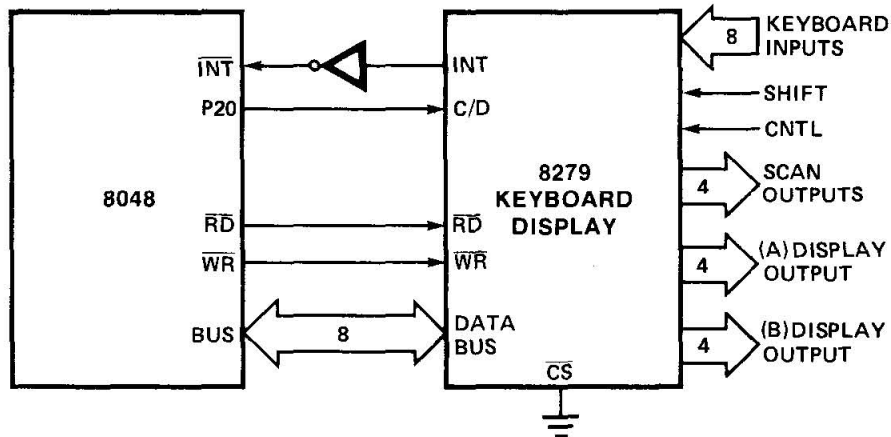 8048
INT
P20
RD
WR
BUS
8
8279
KEYBOARD
DISPLAY
INT
C/D
RD
WR
DATA
BUS
CS
8
KEYBOARD
INPUTS
SHIFT
CNTL
4
SCAN
OUTPUTS
4
(A) DISPLAY
OUTPUT
4
(B) DISPLAY
OUTPUT